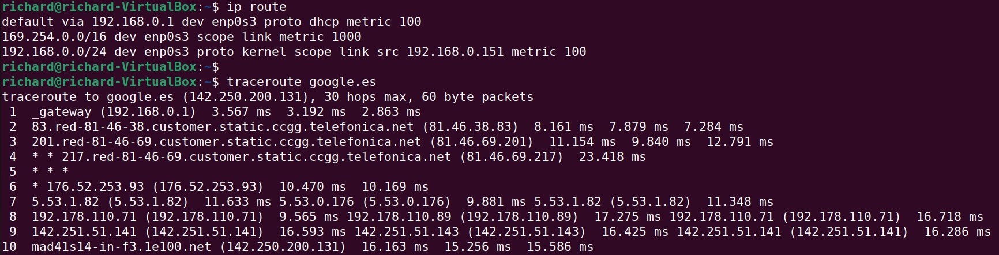 richard@richard-VirtualBox:~$ ip route
default via 192.168.0.1 dev enp0s3 proto dhcp metric 100
169.254.0.0/16 dev enp0s3 scope link metric 1000
192.168.0.0/24 dev enp0s3 proto kernel scope link src 192.168.0.151 metric 100
richard@richard-VirtualBox:~$
richard@richard-VirtualBox:~$ traceroute google.es
traceroute to google.es (142.250.200.131), 30 hops max, 60 byte packets
 1  _gateway (192.168.0.1)  3.567 ms  3.192 ms  2.863 ms
 2  83.red-81-46-38.customer.static.ccgg.telefonica.net (81.46.38.83)  8.161 ms  7.879 ms  7.284 ms
 3  201.red-81-46-69.customer.static.ccgg.telefonica.net (81.46.69.201)  11.154 ms  9.840 ms  12.791 ms
 4  * * 217.red-81-46-69.customer.static.ccgg.telefonica.net (81.46.69.217)  23.418 ms
 5  * * *
 6  * 176.52.253.93 (176.52.253.93)  10.470 ms  10.169 ms
 7  5.53.1.82 (5.53.1.82)  11.633 ms 5.53.0.176 (5.53.0.176)  9.881 ms 5.53.1.82 (5.53.1.82)  11.348 ms
 8  192.178.110.71 (192.178.110.71)  9.565 ms 192.178.110.89 (192.178.110.89)  17.275 ms 192.178.110.71 (192.178.110.71)  16.718 ms
 9  142.251.51.141 (142.251.51.141)  16.593 ms 142.251.51.143 (142.251.51.143)  16.425 ms 142.251.51.141 (142.251.51.141)  16.286 ms
10  mad41s14-in-f3.1e100.net (142.250.200.131)  16.163 ms  15.256 ms  15.586 ms